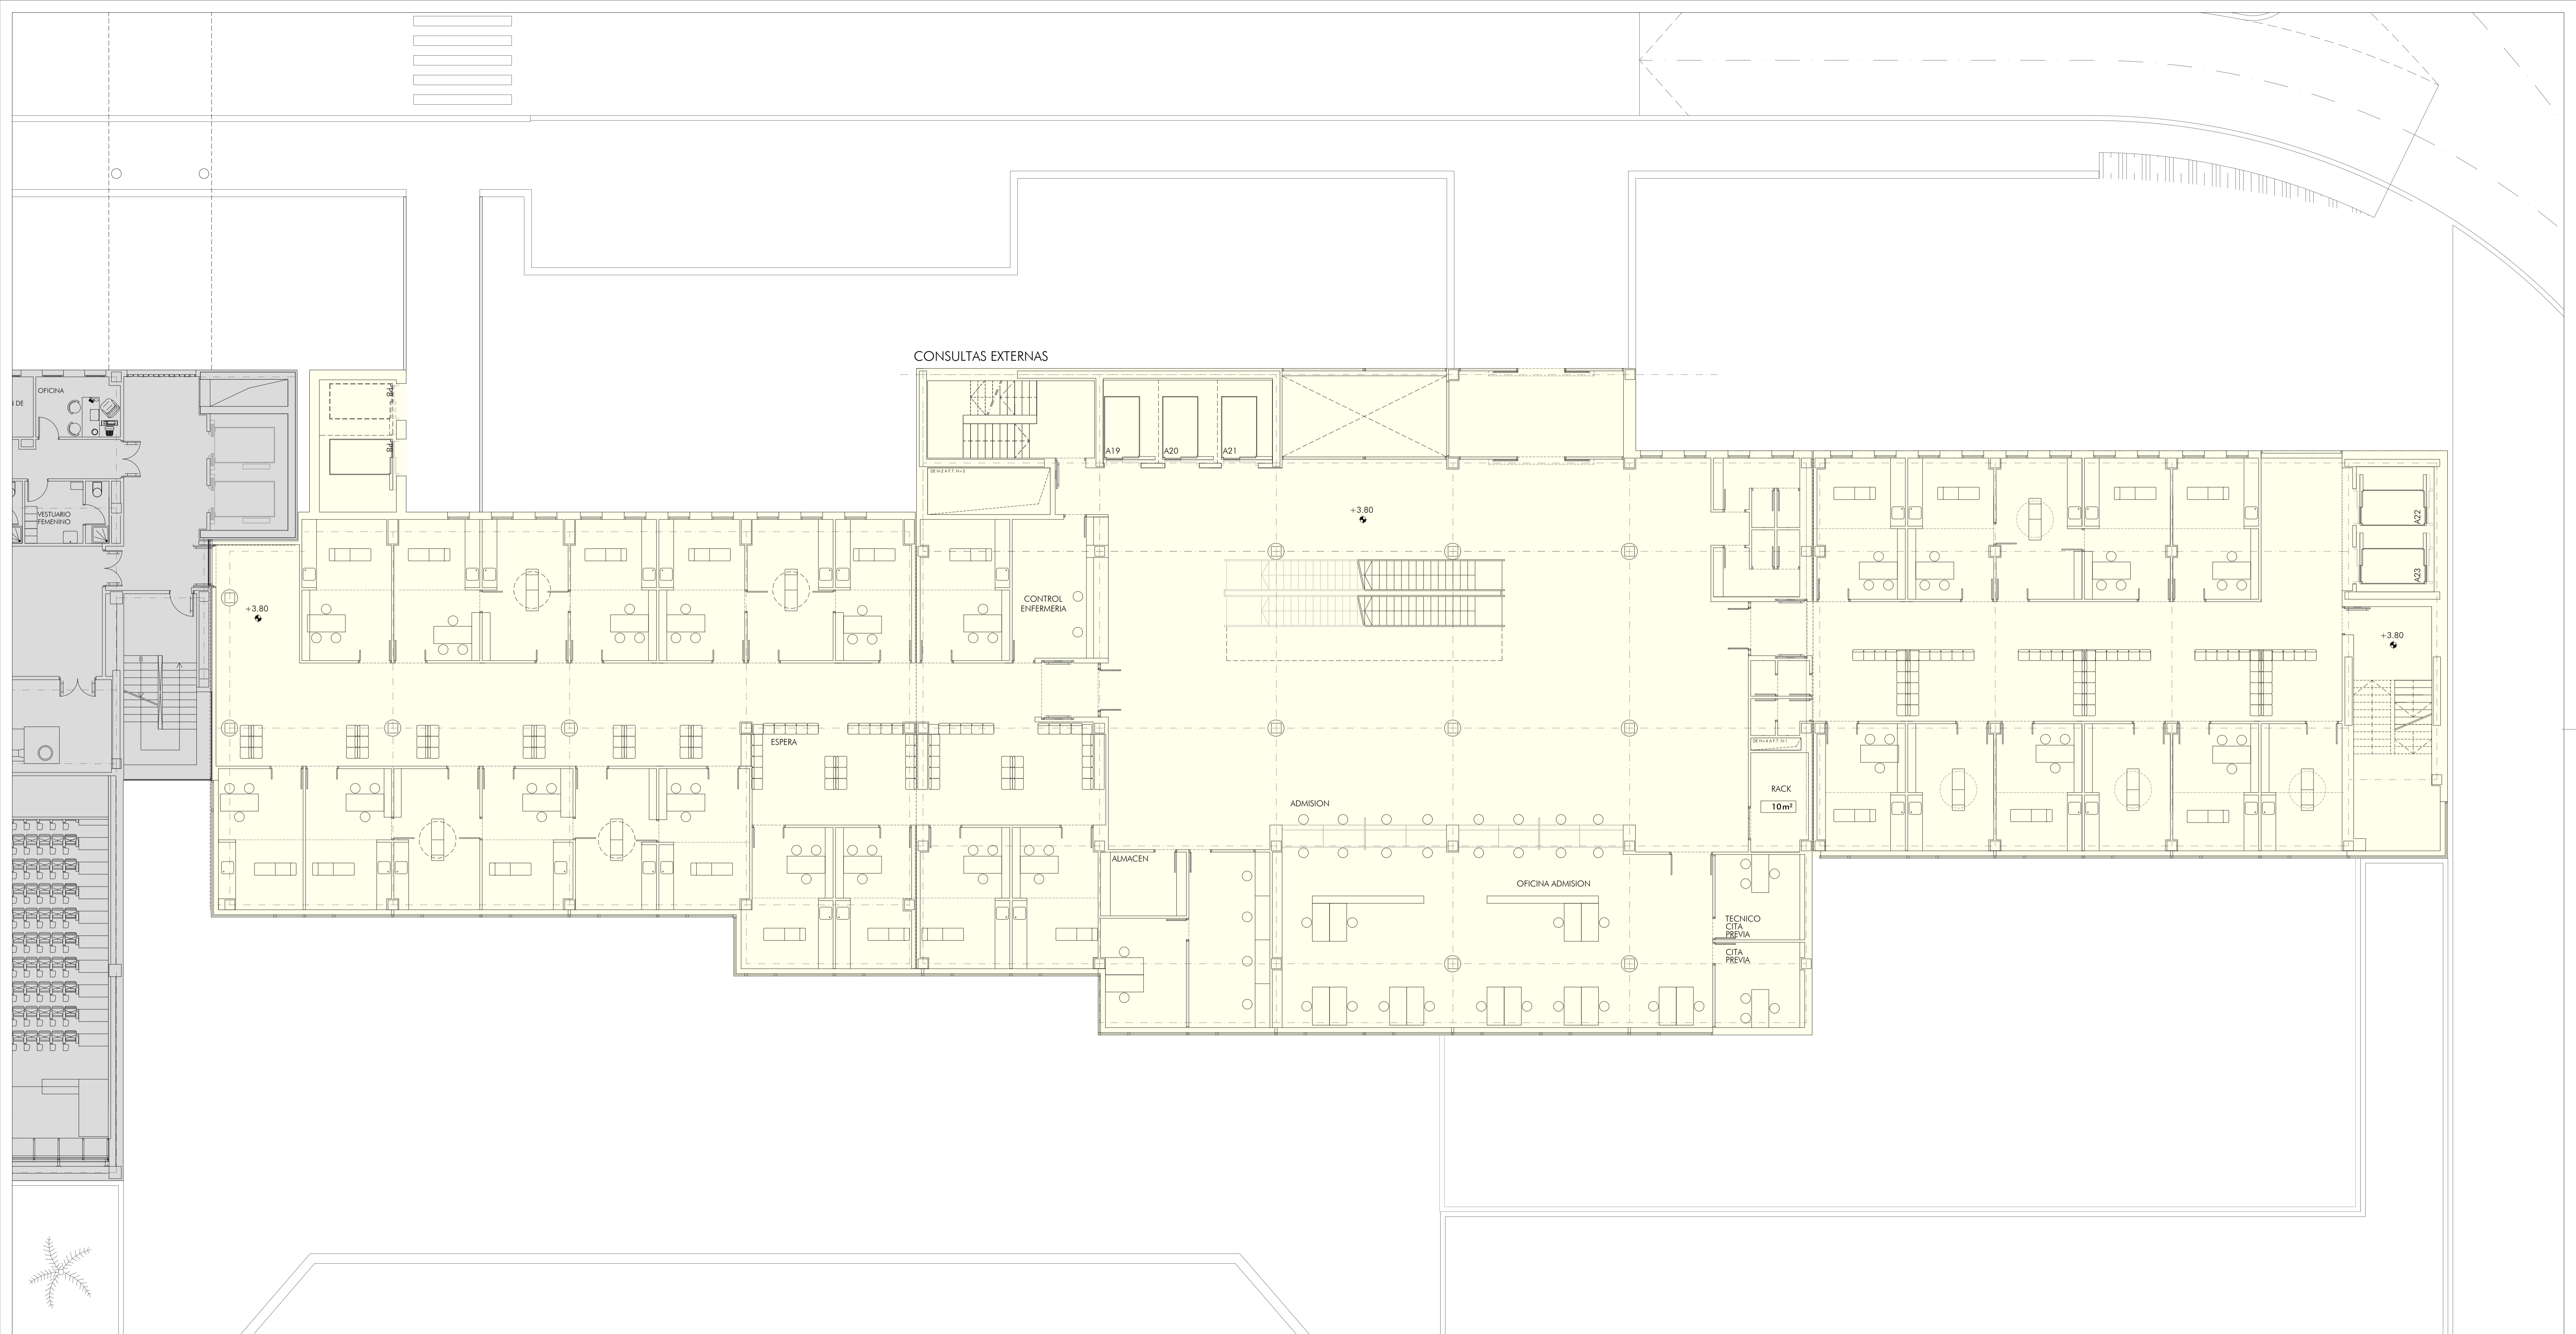 CONSULTAS EXTERNAS
OFICINA
N DE
VESTUARIO
FEMENINO
A19
A20
A21
+3.80
CONTROL
ENFERMERIA
+3.80
A22
A23
+3.80
ESPERA
RACK
10m²
ADMISION
ALMACEN
OFICINA ADMISION
TECNICO
CITA
PREVIA
CITA
PREVIA